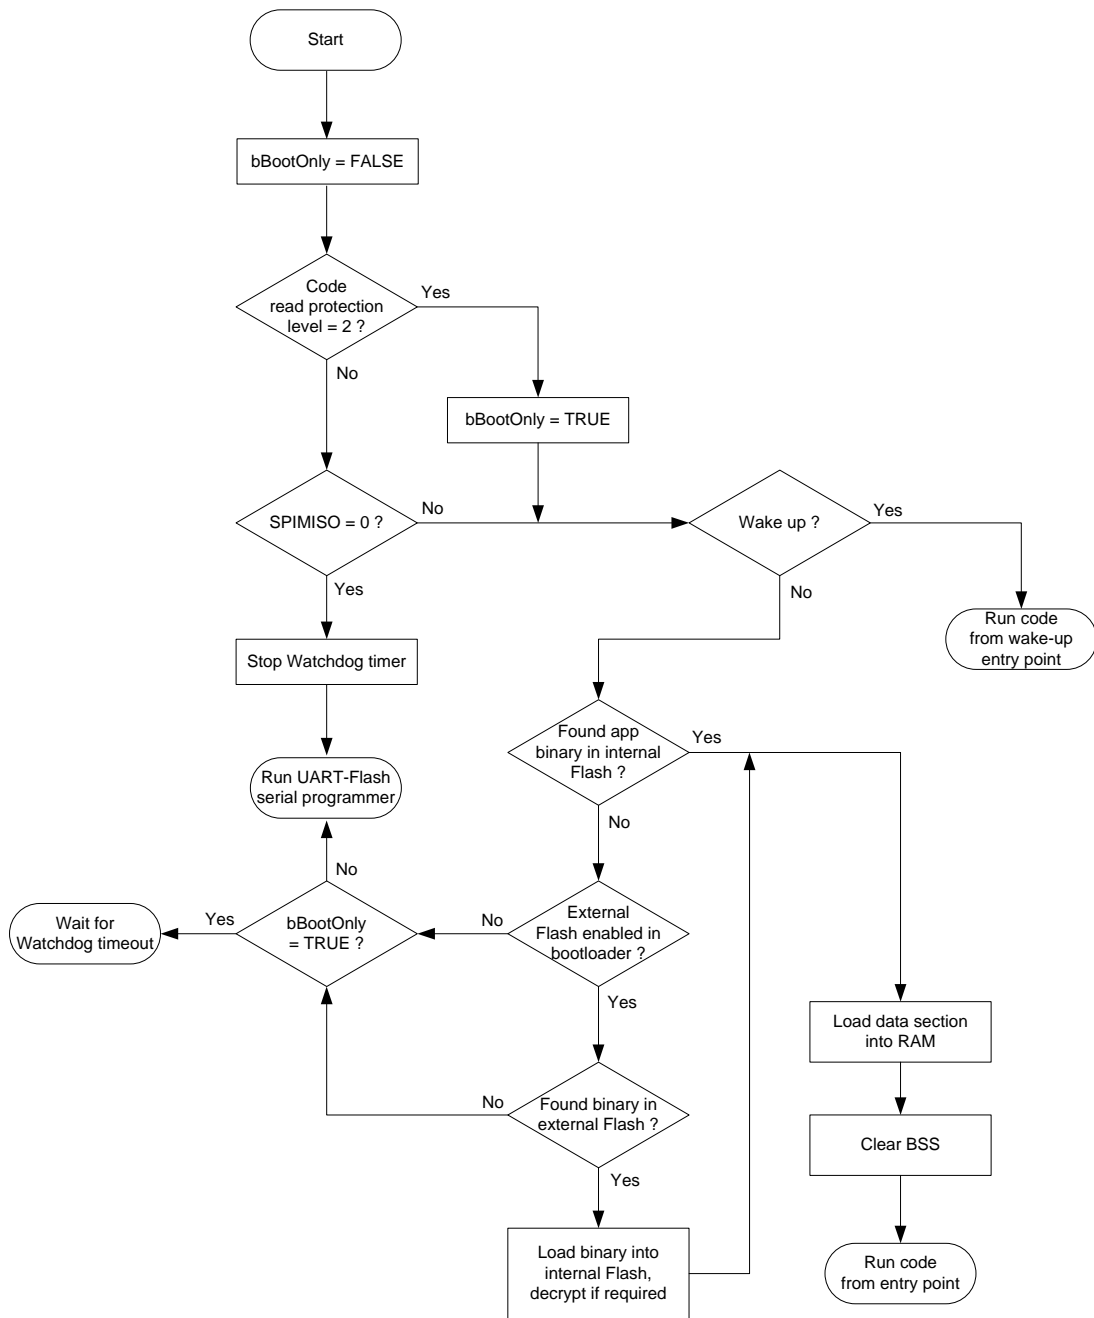 Start
bBootOnly = FALSE
Code
read protection
level = 2 ?
Yes
No
bBootOnly = TRUE
SPIMISO = 0 ?
No
Yes
Wake up ?
Yes
No
Run code
from wake-up
entry point
Stop Watchdog timer
Found app
binary in internal
Flash ?
Yes
No
Run UART-Flash
serial programmer
No
Wait for
Watchdog timeout
Yes
bBootOnly
= TRUE ?
No
External
Flash enabled in
bootloader ?
Yes
Load data section
into RAM
No
Found binary in
external Flash ?
Yes
Clear BSS
Load binary into
internal Flash,
decrypt if required
Run code
from entry point